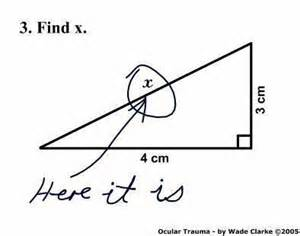 3. Find x.
x
3 cm
4 cm
Here it is
Ocular Trauma - by Wade Clarke ©2005